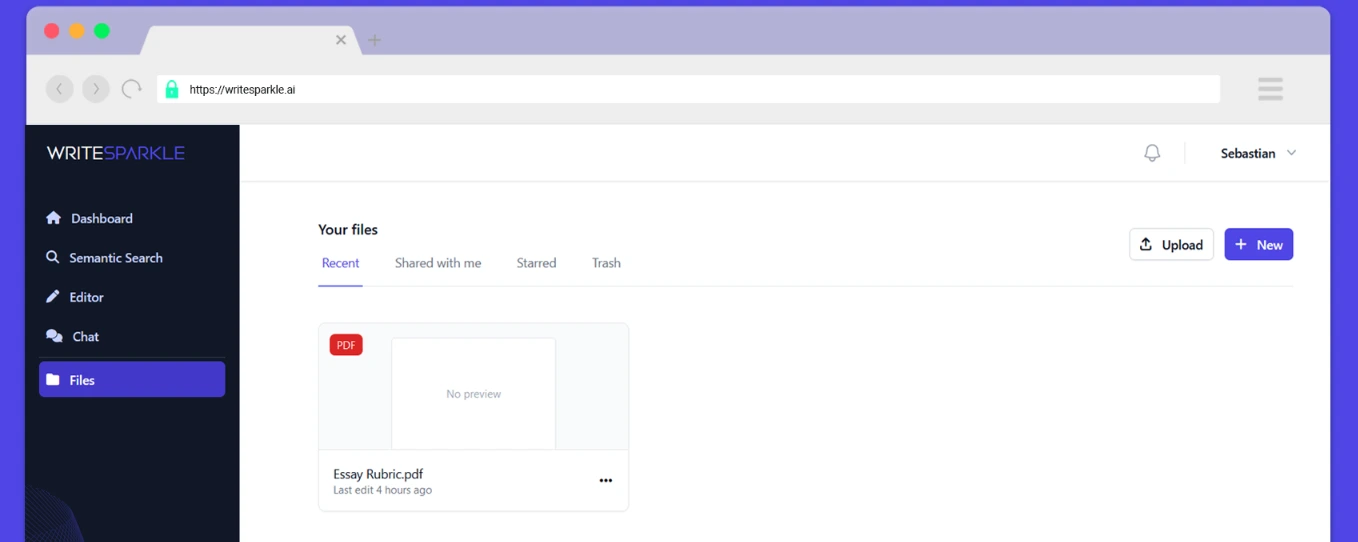 https://writesparkle.ai
WRITESPARKLE
Sebastian
Dashboard
Semantic Search
Editor
Chat
Files
Your files
Upload
New
Recent
Shared with me
Starred
Trash
PDF
No preview
Essay Rubric.pdf
Last edit 4 hours ago